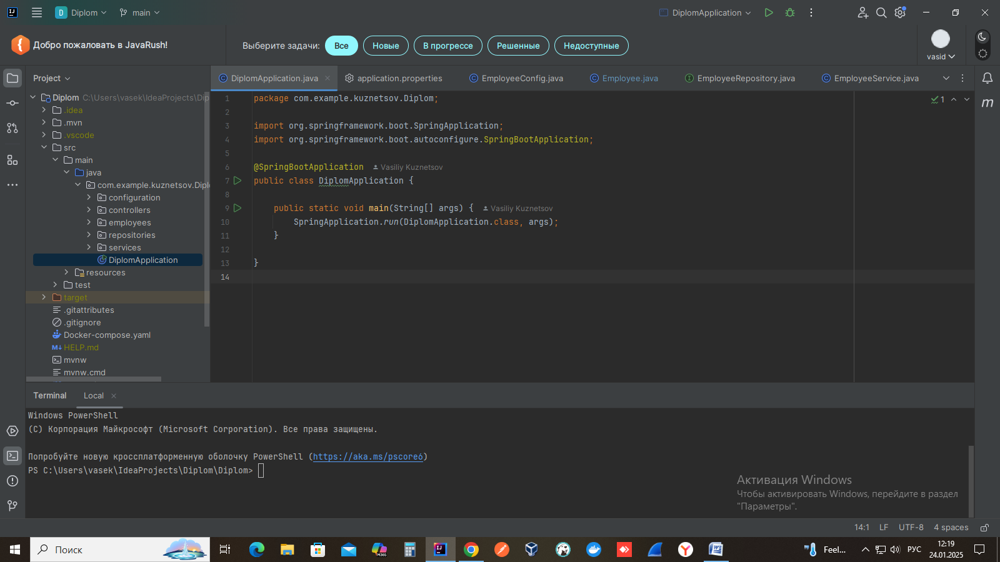 Diplom
main
DiplomApplication
Добро пожаловать в JavaRush!
Выберите задачи:
Все
Новые
В прогрессе
Решенные
Недоступные
vasid
Project
DiplomApplication.java
application.properties
EmployeeConfig.java
Employee.java
EmployeeRepository.java
EmployeeService.java
Diplom C:\Users\vasek\IdeaProjects\Dip
.idea
.mvn
.vscode
src
main
java
com.example.kuznetsov.Diplo
configuration
controllers
employees
repositories
services
DiplomApplication
resources
test
target
.gitattributes
.gitignore
Docker-compose.yaml
HELP.md
mvnw
mvnw.cmd
1 package com.example.kuznetsov.Diplom;
2
3 import org.springframework.boot.SpringApplication;
4 import org.springframework.boot.autoconfigure.SpringBootApplication;
5
6 @SpringBootApplication Vasiliy Kuznetsov
7 public class DiplomApplication {
8
9 public static void main(String[] args) { Vasiliy Kuznetsov
10 SpringApplication.run(DiplomApplication.class, args);
11 }
12
13 }
14
1
m
Terminal
Local
Windows PowerShell
(C) Корпорация Майкрософт (Microsoft Corporation). Все права защищены.
Попробуйте новую кроссплатформенную оболочку PowerShell (https://aka.ms/pscore6)
PS C:\Users\vasek\IdeaProjects\Diplom\Diplom>
Активация Windows
Чтобы активировать Windows, перейдите в раздел
"Параметры".
14:1 LF UTF-8 4 spaces
Поиск
M365
Feel...
РУС
12:19
24.01.2025